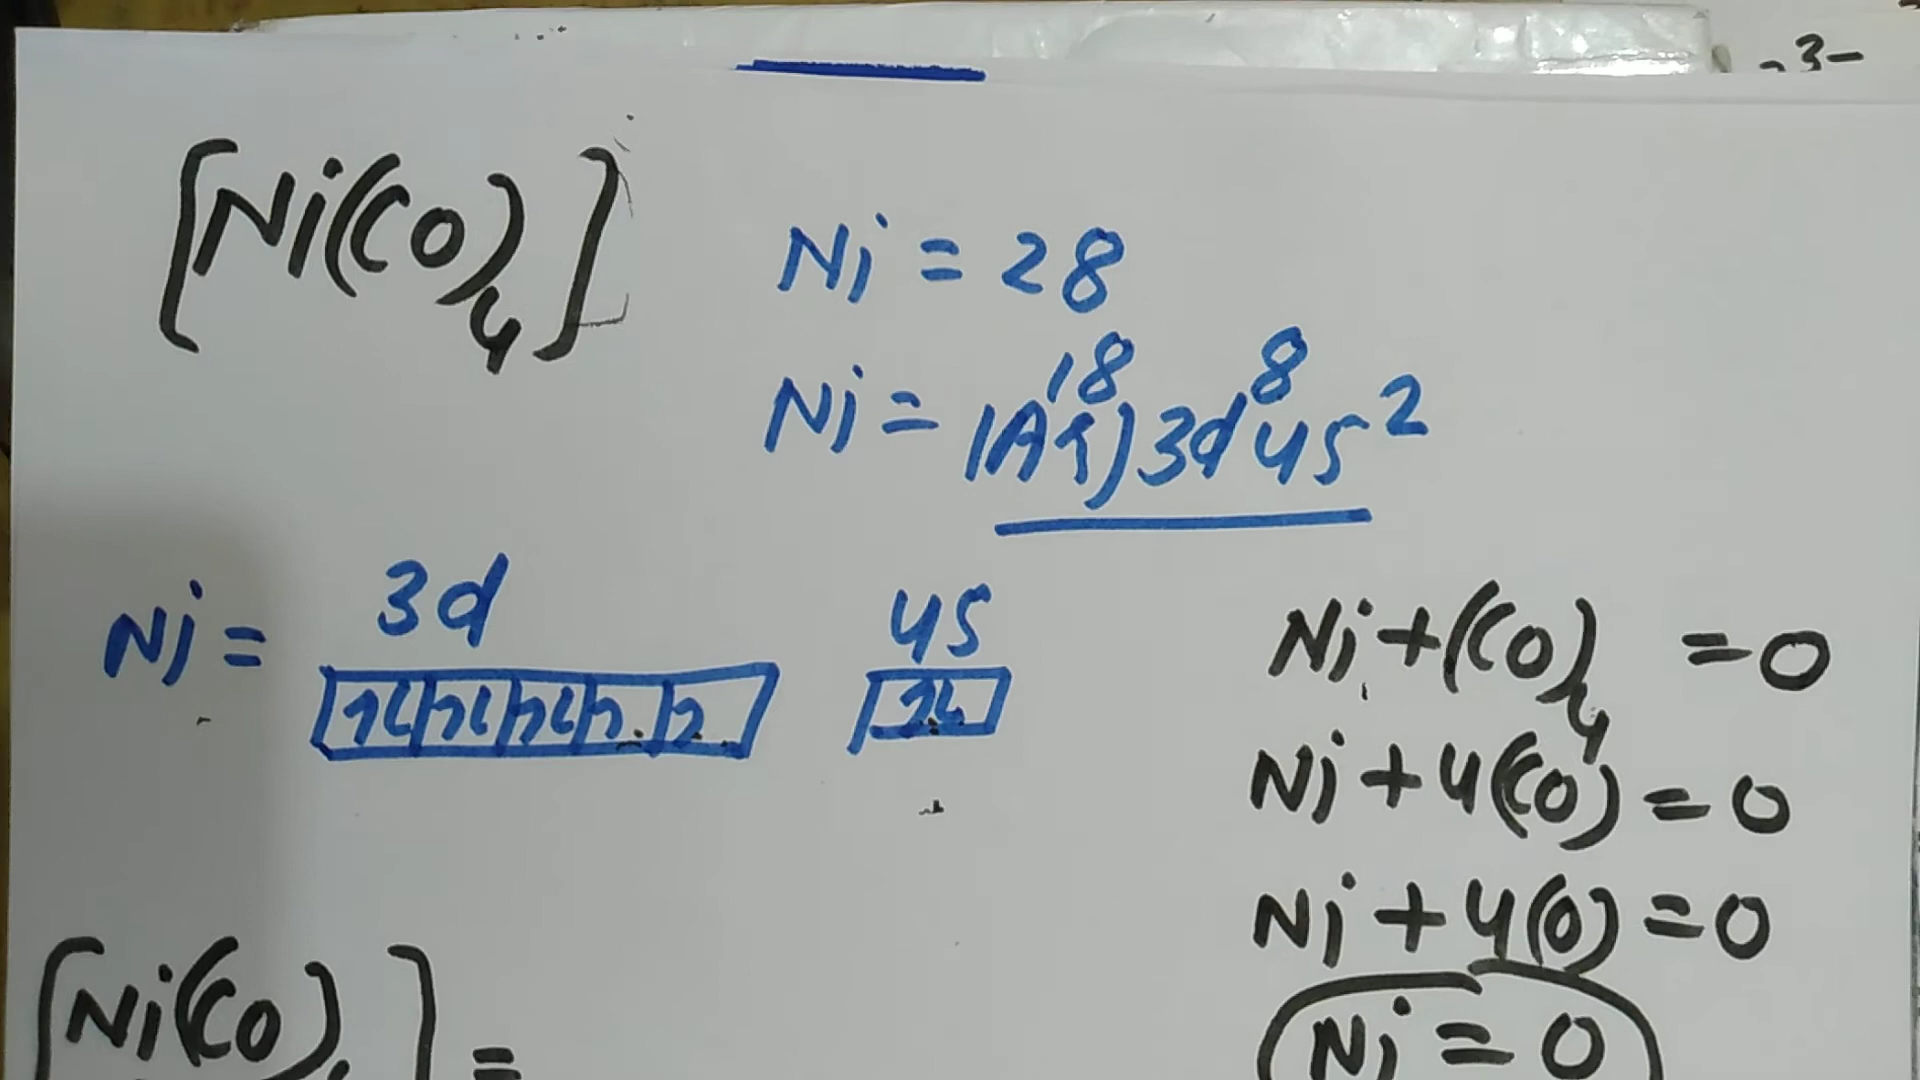 -3-
[Ni(CO)4]
Ni = 28
Ni = (Ar)18 3d8 4s2
3d 4s
Ni =
Ni + (CO)4 = 0
Ni + 4(CO) = 0
Ni + 4(0) = 0
Ni = 0
[Ni(CO)4] =